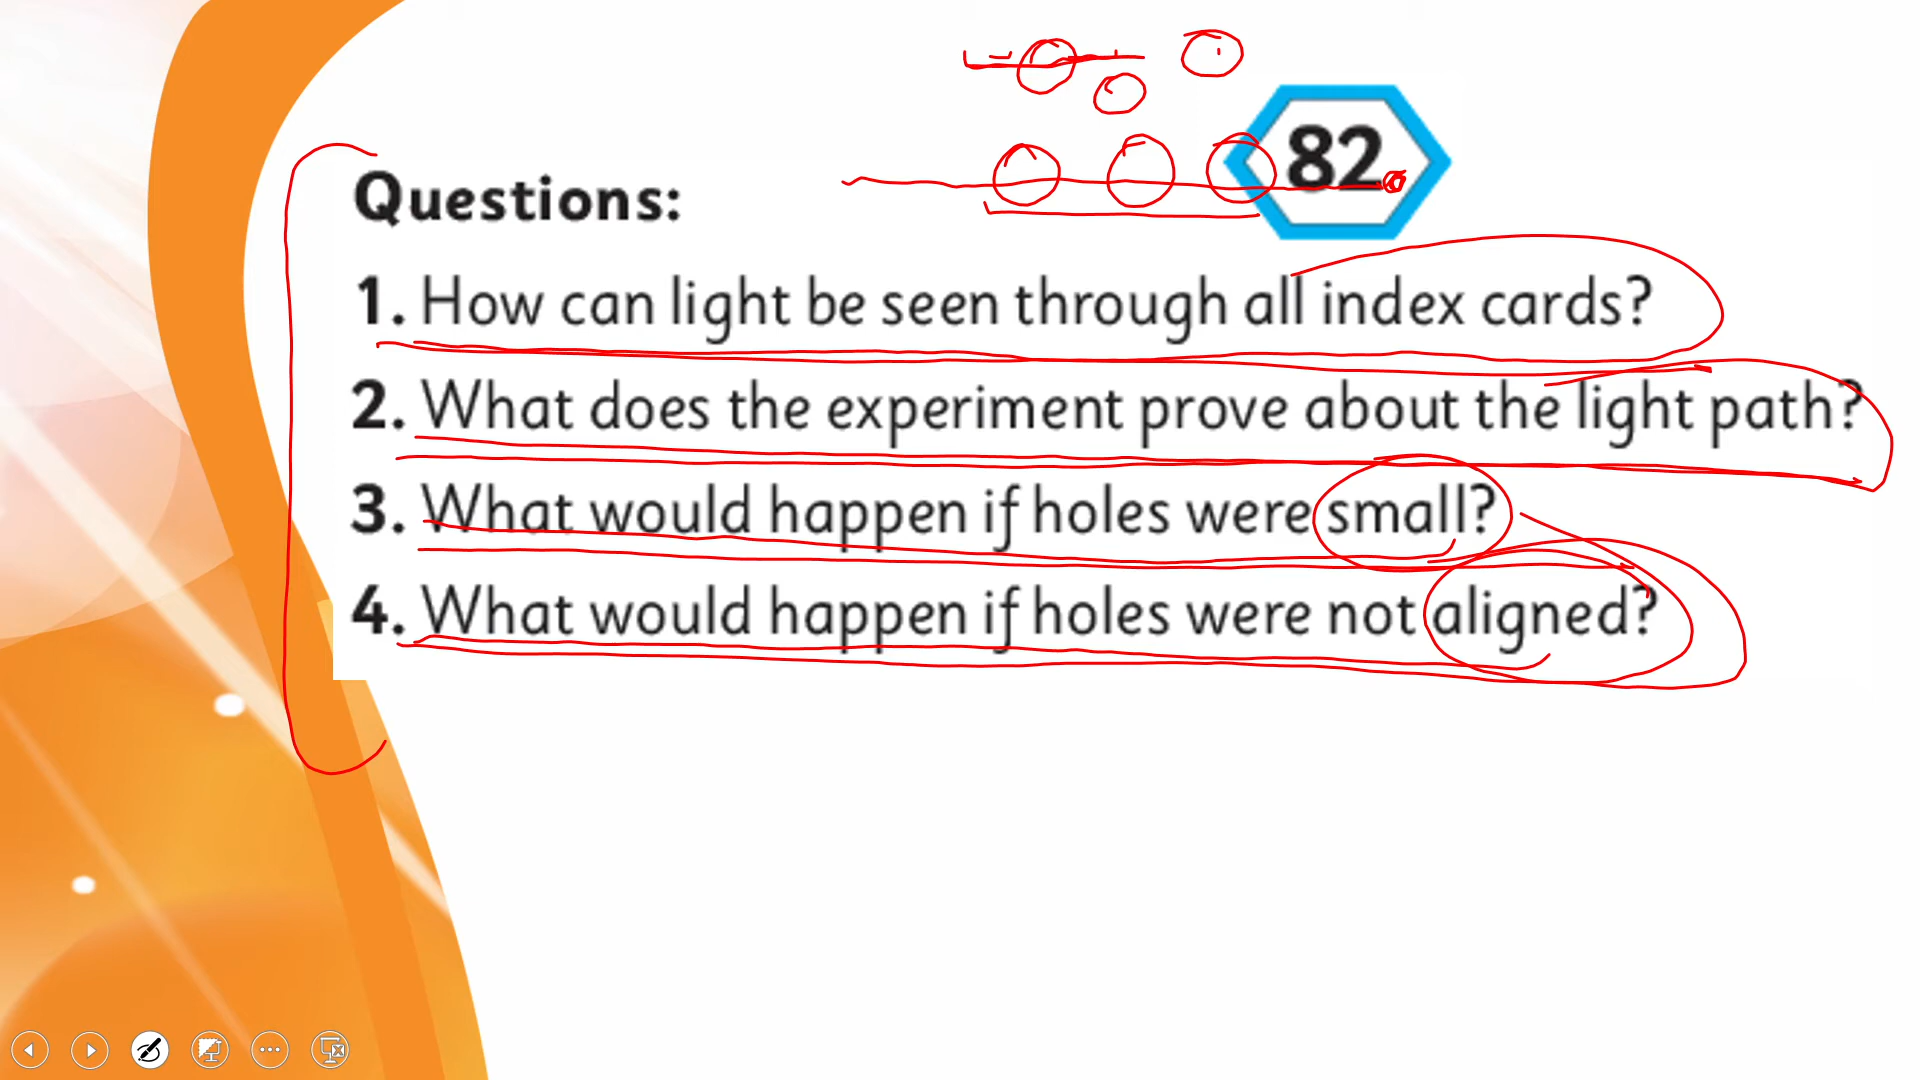 82
Questions:
1. How can light be seen through all index cards?
2. What does the experiment prove about the light path?
3. What would happen if holes were small?
4. What would happen if holes were not aligned?